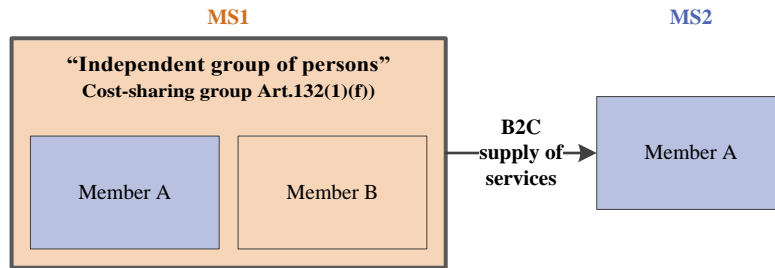 MS1
MS2
“Independent group of persons”
Cost-sharing group Art.132(1)(f))
Member A
Member B
B2C
supply of
services
Member A